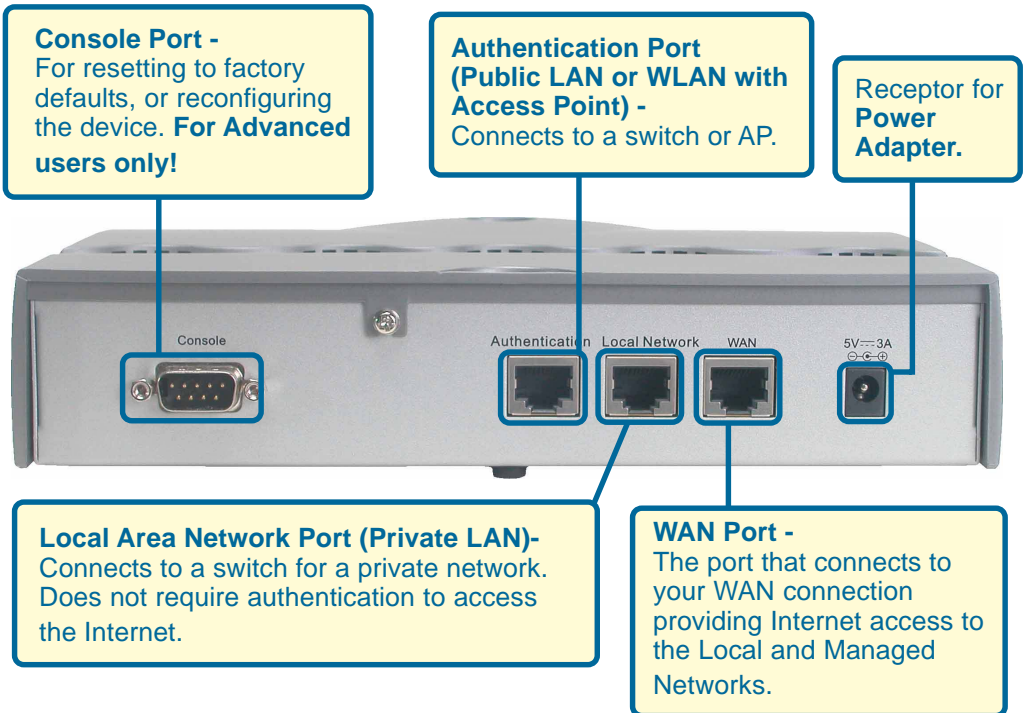 Console Port -
For resetting to factory
defaults, or reconfiguring
the device. For Advanced
users only!
Authentication Port
(Public LAN or WLAN with
Access Point) -
Connects to a switch or AP.
Receptor for
Power
Adapter.
Console
Authentication
Local Network
WAN
5V⎓3A
⊖-C-⊕
Local Area Network Port (Private LAN)-
Connects to a switch for a private network.
Does not require authentication to access
the Internet.
WAN Port -
The port that connects to
your WAN connection
providing Internet access to
the Local and Managed
Networks.